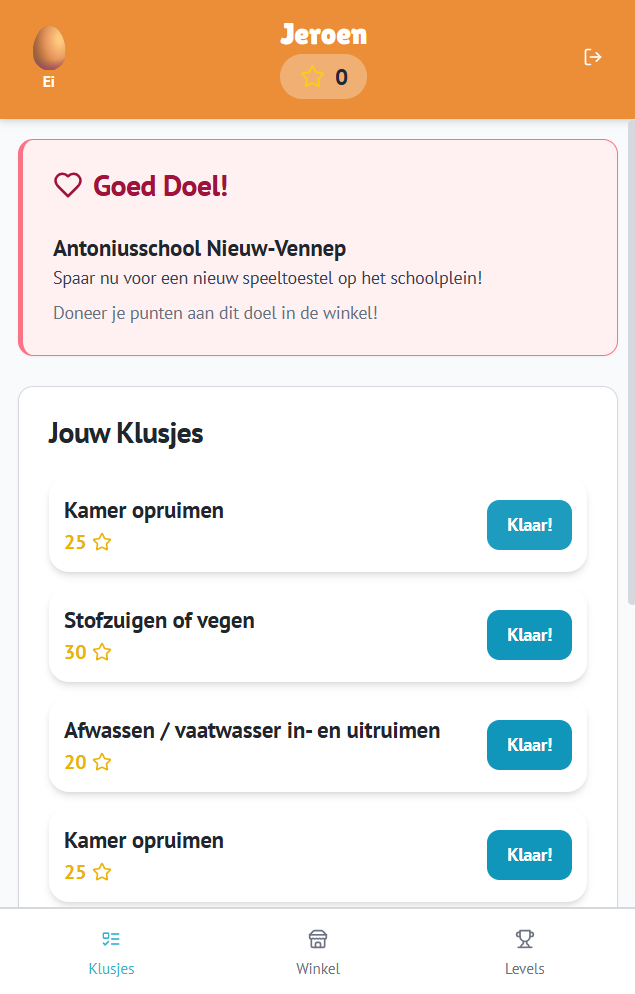 Jeroen
Ei
0
Goed Doel!
Antoniusschool Nieuw-Vennep
Spaar nu voor een nieuw speeltoestel op het schoolplein!
Doneer je punten aan dit doel in de winkel!
Jouw Klusjes
Kamer opruimen
25
Klaar!
Stofzuigen of vegen
30
Klaar!
Afwassen / vaatwasser in- en uitruimen
20
Klaar!
Kamer opruimen
25
Klaar!
Klusjes
Winkel
Levels